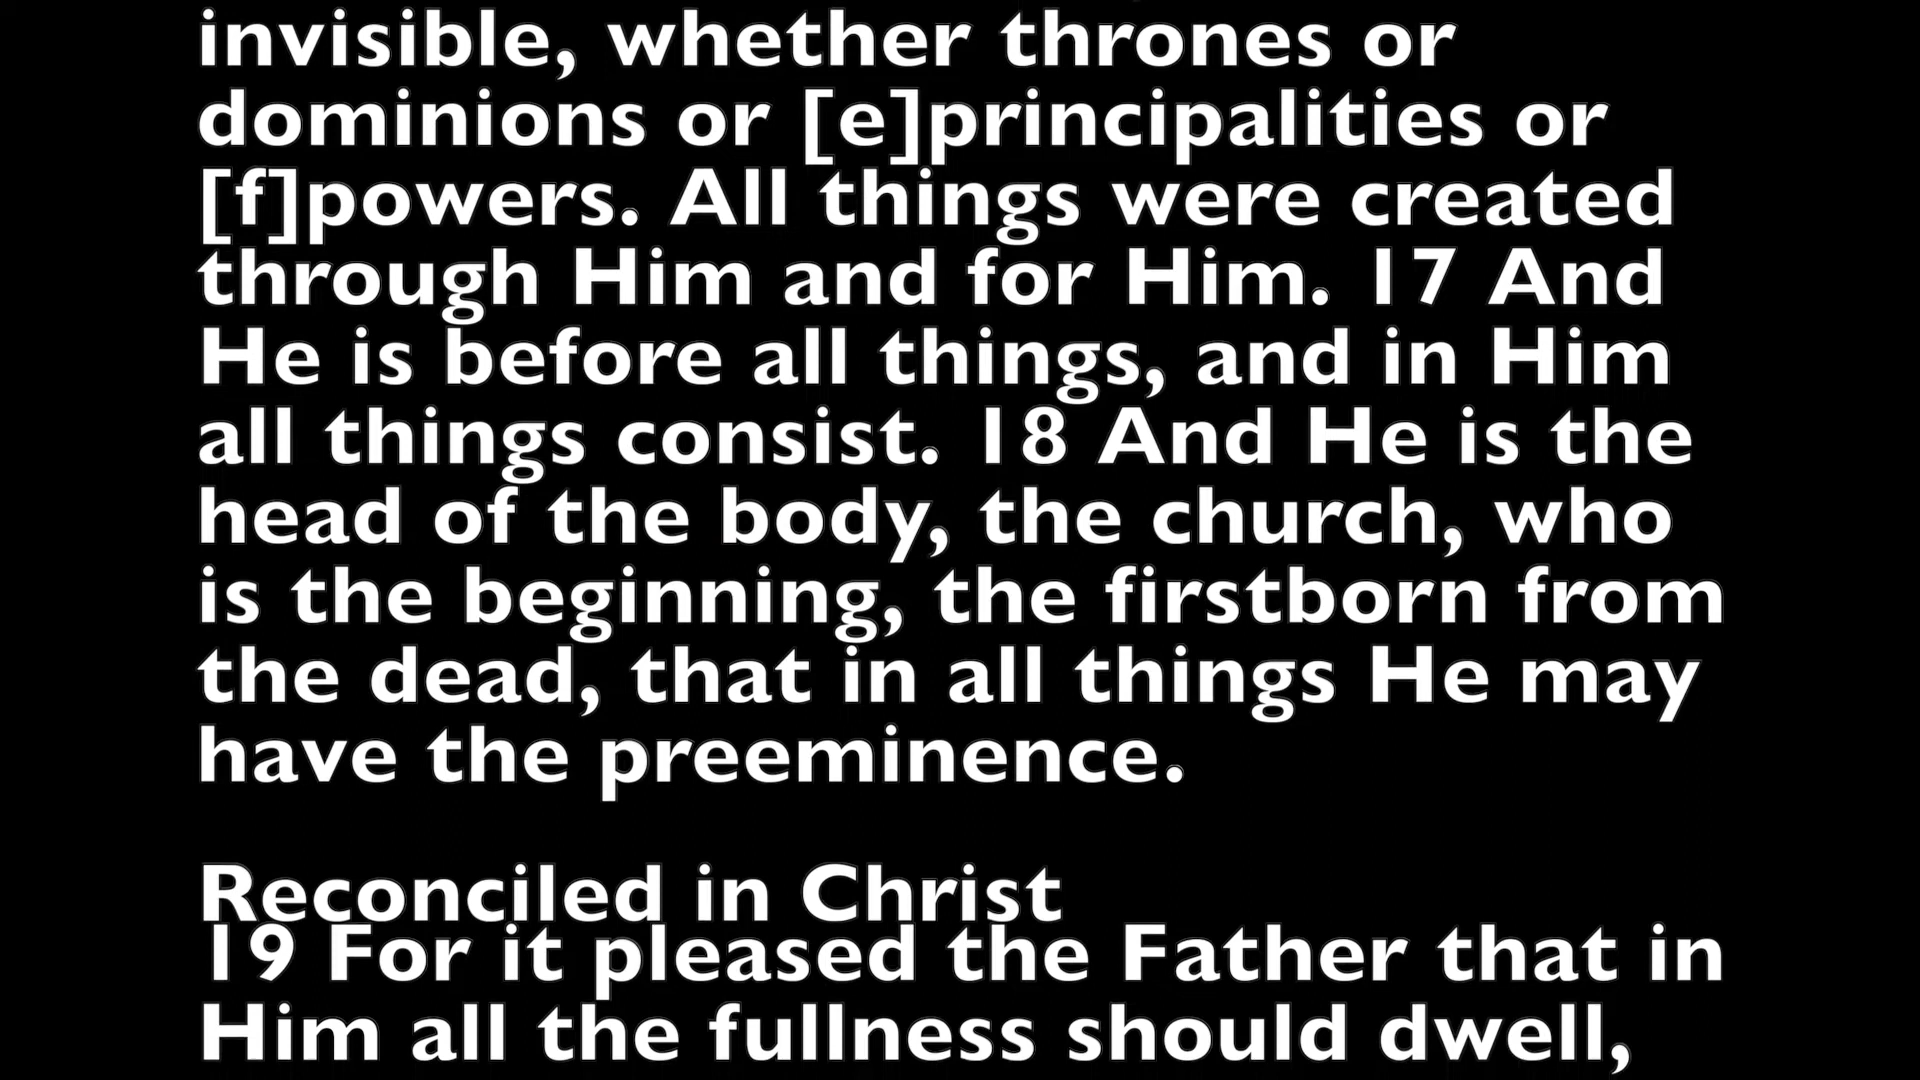 invisible, whether thrones or
dominions or [e]principalities or
[f]powers. All things were created
through Him and for Him. 17 And
He is before all things, and in Him
all things consist. 18 And He is the
head of the body, the church, who
is the beginning, the firstborn from
the dead, that in all things He may
have the preeminence.
Reconciled in Christ
19 For it pleased the Father that in
Him all the fullness should dwell,